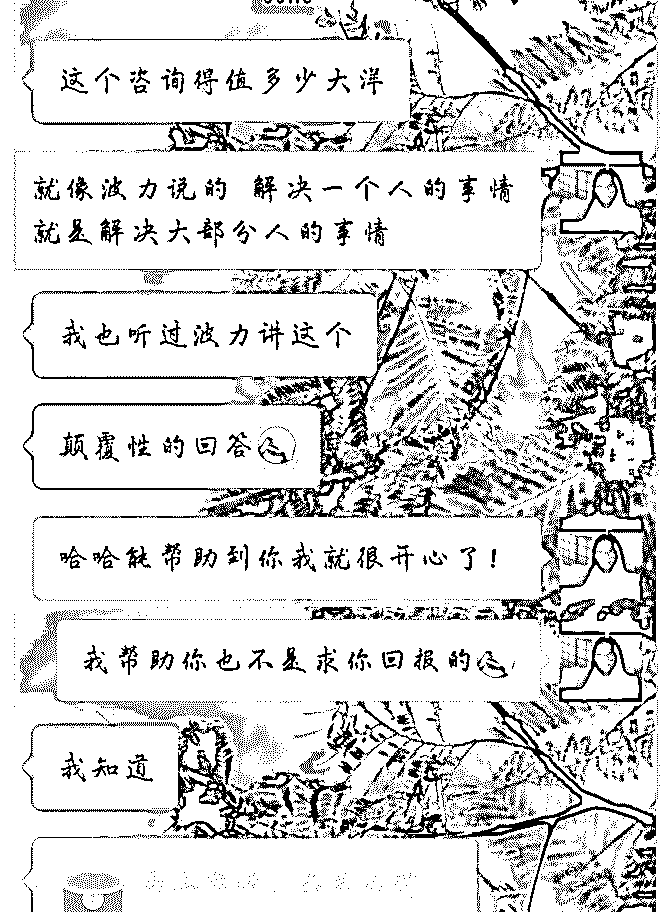 这个咨询得值多少大洋
就像波力说的 解决一个人的事情
就是解决大部分人的事情
我也听过波力讲这个
颠覆性的回答
哈哈能帮助到你我就很开心了！
我帮助你也不是求你回报的
我知道